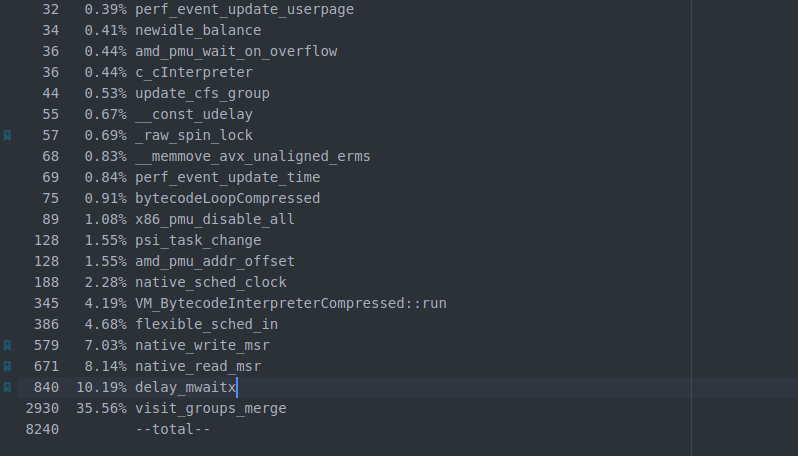 32 0.39% perf_event_update_userpage
34 0.41% newidle_balance
36 0.44% amd_pmu_wait_on_overflow
36 0.44% c_cInterpreter
44 0.53% update_cfs_group
55 0.67% __const_udelay
57 0.69% _raw_spin_lock
68 0.83% __memmove_avx_unaligned_erms
69 0.84% perf_event_update_time
75 0.91% bytecodeLoopCompressed
89 1.08% x86_pmu_disable_all
128 1.55% psi_task_change
128 1.55% amd_pmu_addr_offset
188 2.28% native_sched_clock
345 4.19% VM_BytecodeInterpreterCompressed::run
386 4.68% flexible_sched_in
579 7.03% native_write_msr
671 8.14% native_read_msr
840 10.19% delay_mwaitx
2930 35.56% visit_groups_merge
8240 --total--